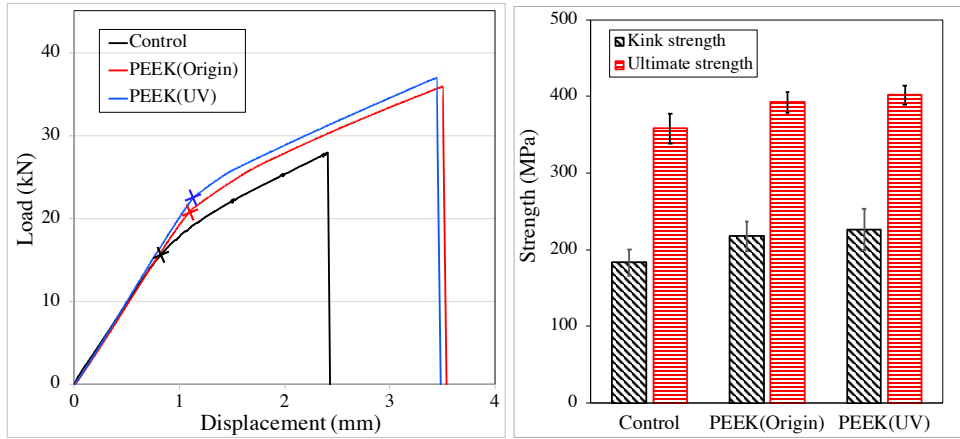 Control
PEEK(Origin)
PEEK(UV)
40
30
20
10
0
0
1
2
3
4
Load (kN)
Displacement (mm)
Kink strength
Ultimate strength
500
400
300
200
100
0
Strength (MPa)
Control
PEEK(Origin)
PEEK(UV)